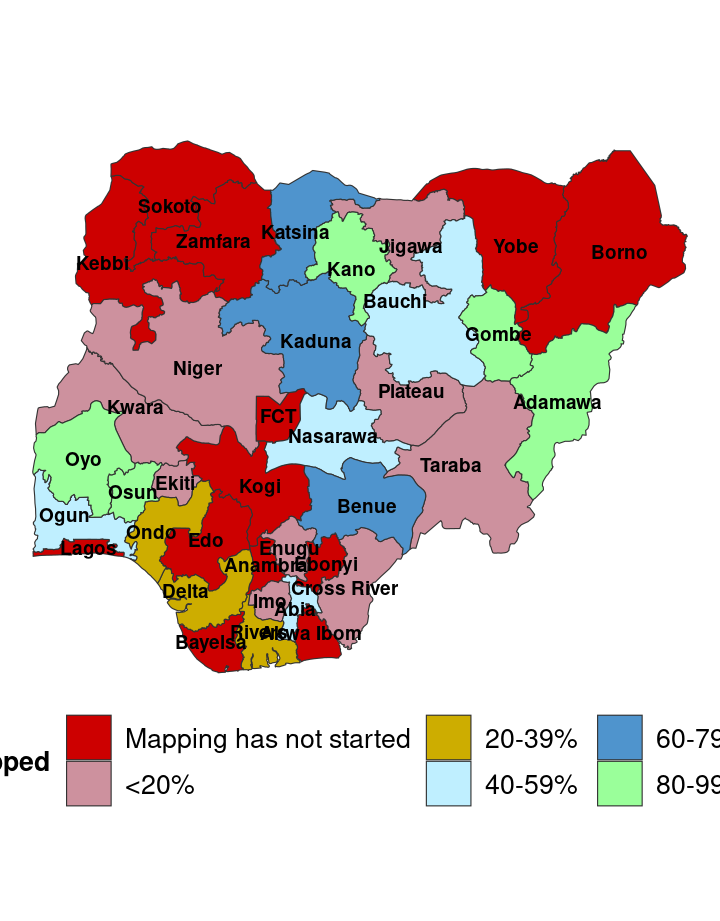 Sokoto
Katsina
Zamfara
Jigawa
Yobe
Borno
Kebbi
Kano
Bauchi
Gombe
Kaduna
Niger
Plateau
Adamawa
Kwara
FCT
Nasarawa
Oyo
Taraba
Ekiti
Kogi
Osun
Benue
Ogun
Ondo
Edo
Lagos
Enugu
Anambra
Ebonyi
Cross River
Delta
Imo
Abia
Rivers
Akwa Ibom
Bayelsa
pped
Mapping has not started
20-39%
60-79
<20%
40-59%
80-99